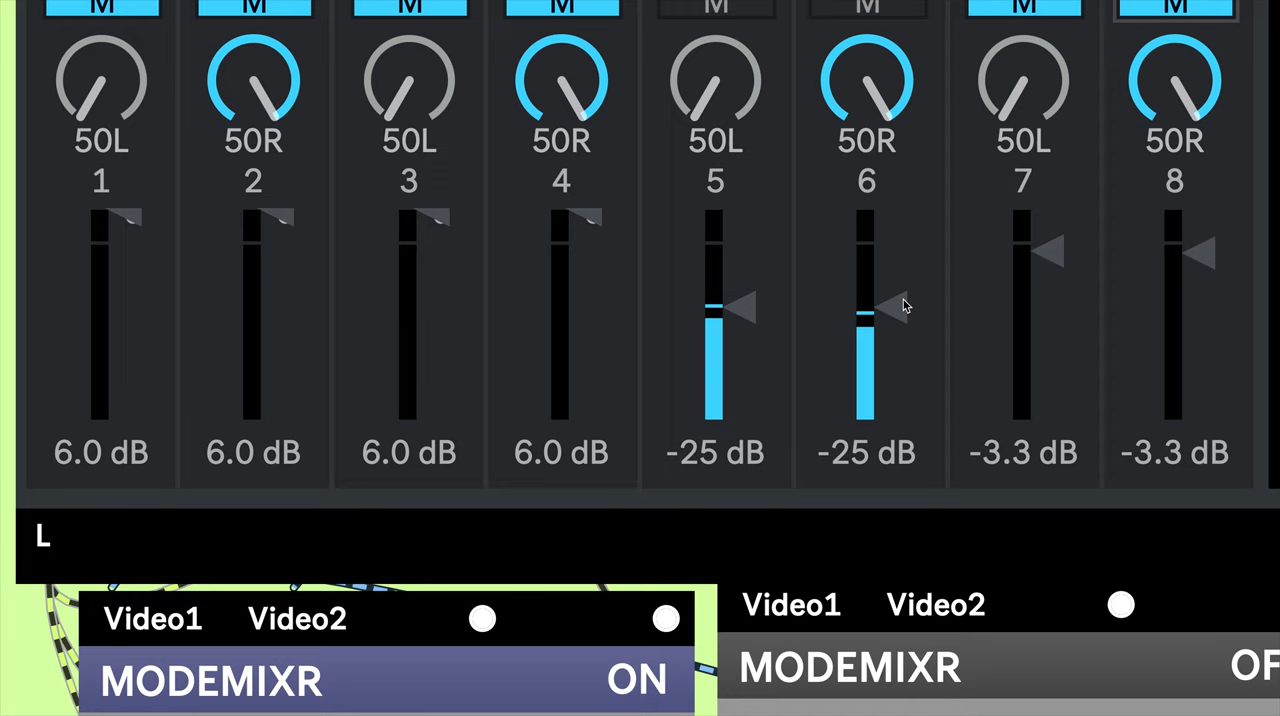 M M M M M M M M
50L 50R 50L 50R 50L 50R 50L 50R
1 2 3 4 5 6 7 8
6.0 dB 6.0 dB 6.0 dB 6.0 dB -25 dB -25 dB -3.3 dB -3.3 dB
L
Video1 Video2 Video1 Video2
MODEMIXR ON MODEMIXR OF